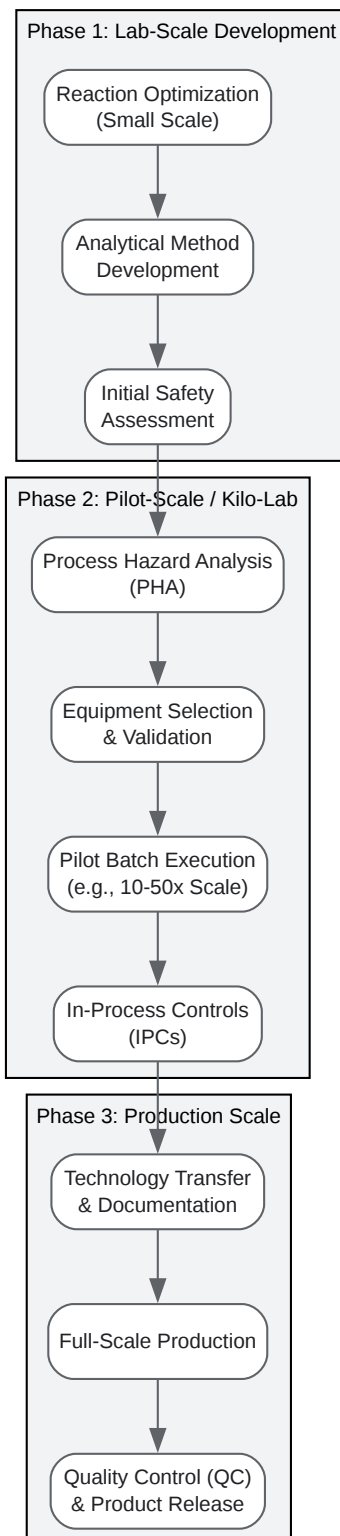 Phase 1: Lab-Scale Development
Reaction Optimization
(Small Scale)
Analytical Method
Development
Initial Safety
Assessment
Phase 2: Pilot-Scale / Kilo-Lab
Process Hazard Analysis
(PHA)
Equipment Selection
& Validation
Pilot Batch Execution
(e.g., 10-50x Scale)
In-Process Controls
(IPCs)
Phase 3: Production Scale
Technology Transfer
& Documentation
Full-Scale Production
Quality Control (QC)
& Product Release